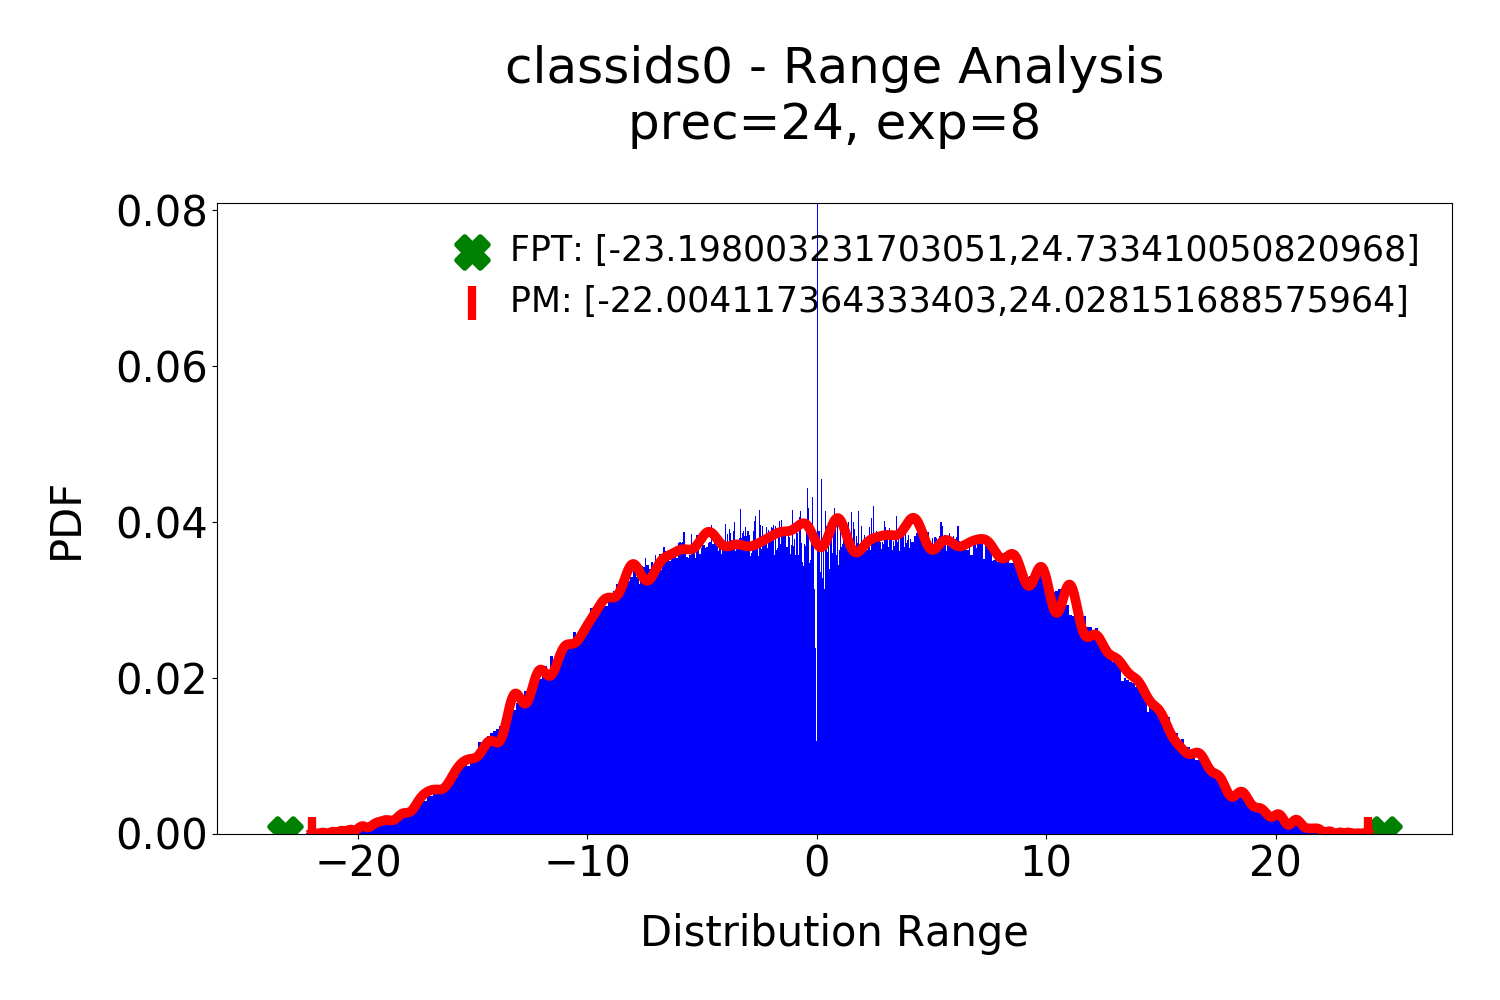 classids0 - Range Analysis
prec=24, exp=8
FPT: [-23.198003231703051,24.733410050820968]
PM: [-22.004117364333403,24.028151688575964]
0.08
0.06
0.04
0.02
0.00
PDF
−20
−10
0
10
20
Distribution Range